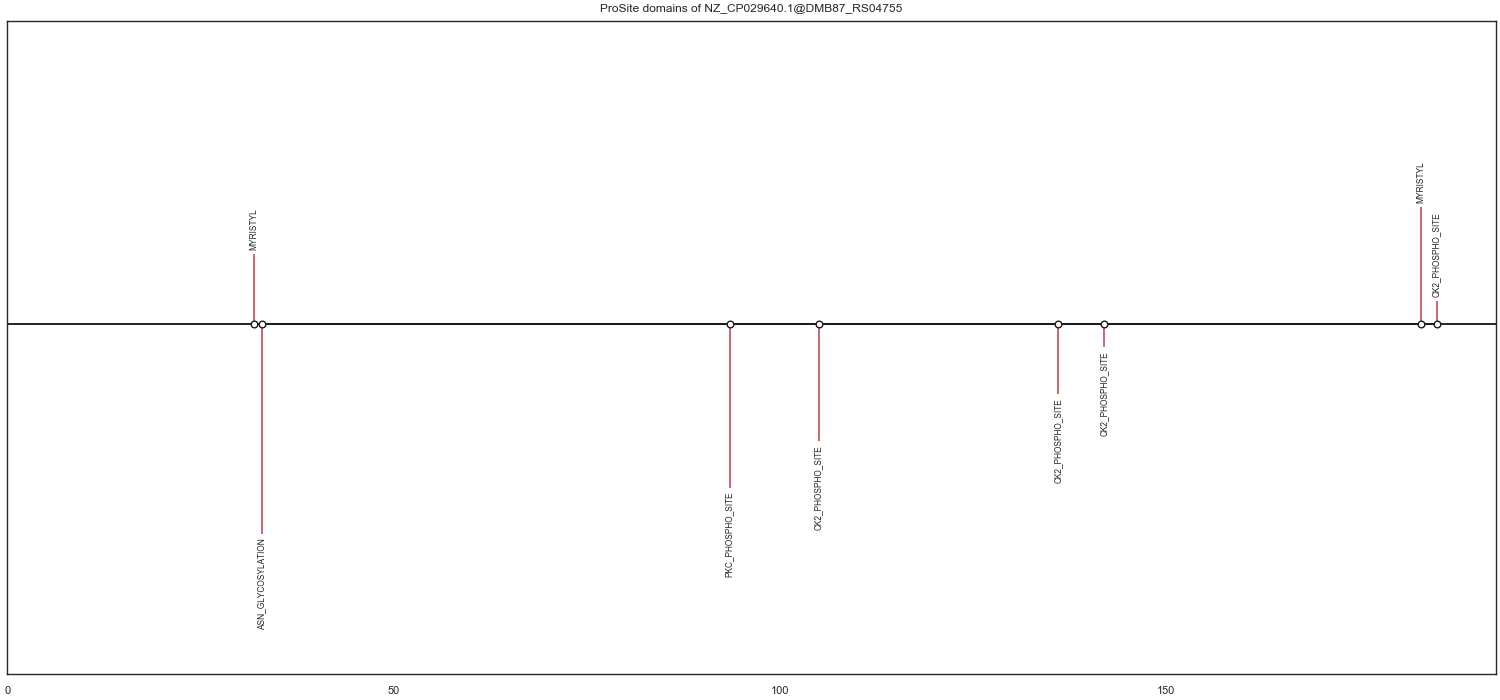 ProSite domains of NZ_CP029640.1@DMB87_RS04755
MYRISTYL
ASN_GLYCOSYLATION
PKC_PHOSPHO_SITE
CK2_PHOSPHO_SITE
CK2_PHOSPHO_SITE
CK2_PHOSPHO_SITE
MYRISTYL
CK2_PHOSPHO_SITE
0
50
100
150